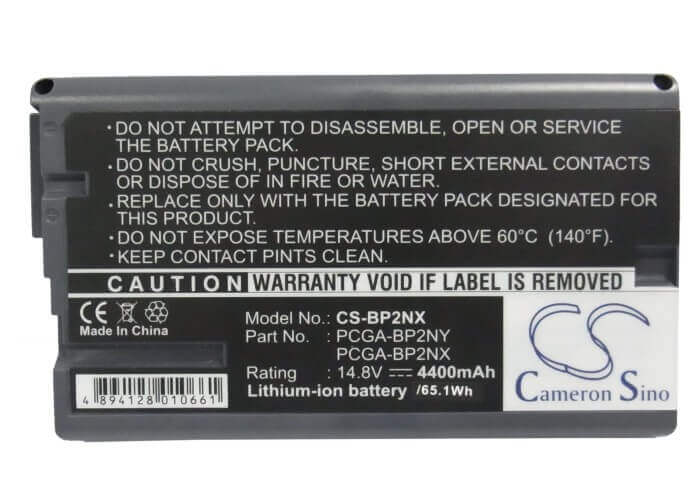 •DO NOT ATTEMPT TO DISASSEMBLE, OPEN OR SERVICE
THE BATTERY PACK.
•DO NOT CRUSH, PUNCTURE, SHORT EXTERNAL CONTACTS
OR DISPOSE OF IN FIRE OR WATER.
•REPLACE ONLY WITH THE BATTERY PACK DESIGNATED FOR
THIS PRODUCT.
•DO NOT EXPOSE TEMPERATURES ABOVE 60°C (140°F).
•KEEP CONTACT PINTS CLEAN.
CAUTION WARRANTY VOID IF LABEL IS REMOVED
CE
Made In China
Model No.: CS-BP2NX
Part No.: PCGA-BP2NY
PCGA-BP2NX
Rating: 14.8V 4400mAh
Lithium-ion battery /65.1Wh
4 894128 010661
CS
Cameron Sino